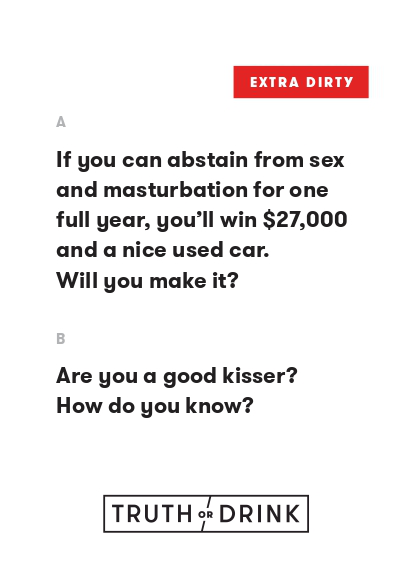 EXTRA DIRTY
A
If you can abstain from sex
and masturbation for one
full year, you'll win $27,000
and a nice used car.
Will you make it?
B
Are you a good kisser?
How do you know?
TRUTH OR DRINK